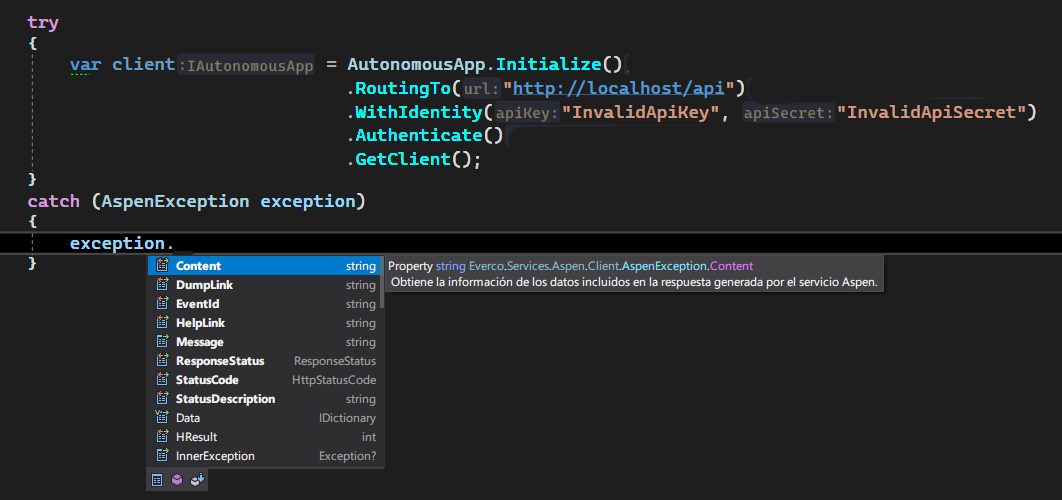 try
{
var client :IAutonomousApp = AutonomousApp.Initialize()
.RoutingTo( url: "http://localhost/api")
.WithIdentity( apiKey: "InvalidApiKey", apiSecret: "InvalidApiSecret")
.Authenticate()
.GetClient();
}
catch (AspenException exception)
{
exception.
}
Content string
DumpLink string
EventId string
HelpLink string
Message string
ResponseStatus ResponseStatus
StatusCode HttpStatusCode
StatusDescription string
Data IDictionary
HResult int
InnerException Exception?
Property string Everco.Services.Aspen.Client.AspenException.Content
Obtiene la información de los datos incluidos en la respuesta generada por el servicio Aspen.